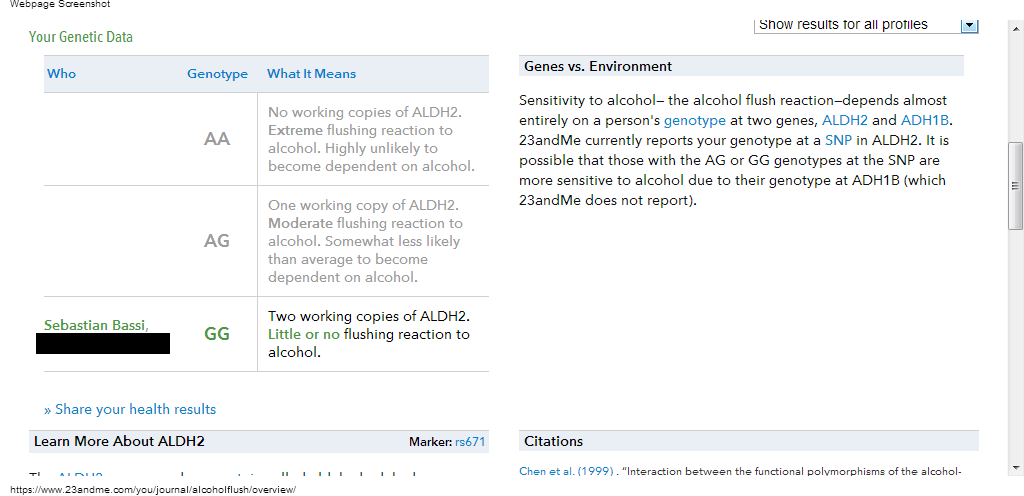 Webpage Screenshot
Show results for all profiles
Your Genetic Data
Who Genotype What It Means
AA
No working copies of ALDH2.
Extreme flushing reaction to
alcohol. Highly unlikely to
become dependent on alcohol.
AG
One working copy of ALDH2.
Moderate flushing reaction to
alcohol. Somewhat less likely
than average to become
dependent on alcohol.
Sebastian Bassi,
GG
Two working copies of ALDH2.
Little or no flushing reaction to
alcohol.
» Share your health results
Genes vs. Environment
Sensitivity to alcohol– the alcohol flush reaction–depends almost
entirely on a person's genotype at two genes, ALDH2 and ADH1B.
23andMe currently reports your genotype at a SNP in ALDH2. It is
possible that those with the AG or GG genotypes at the SNP are
more sensitive to alcohol due to their genotype at ADH1B (which
23andMe does not report).
Learn More About ALDH2 Marker: rs671
The ALDH2
Citations
Chen et al. (1999) . “Interaction between the functional polymorphisms of the alcohol-
https://www.23andme.com/you/journal/alcoholflush/overview/